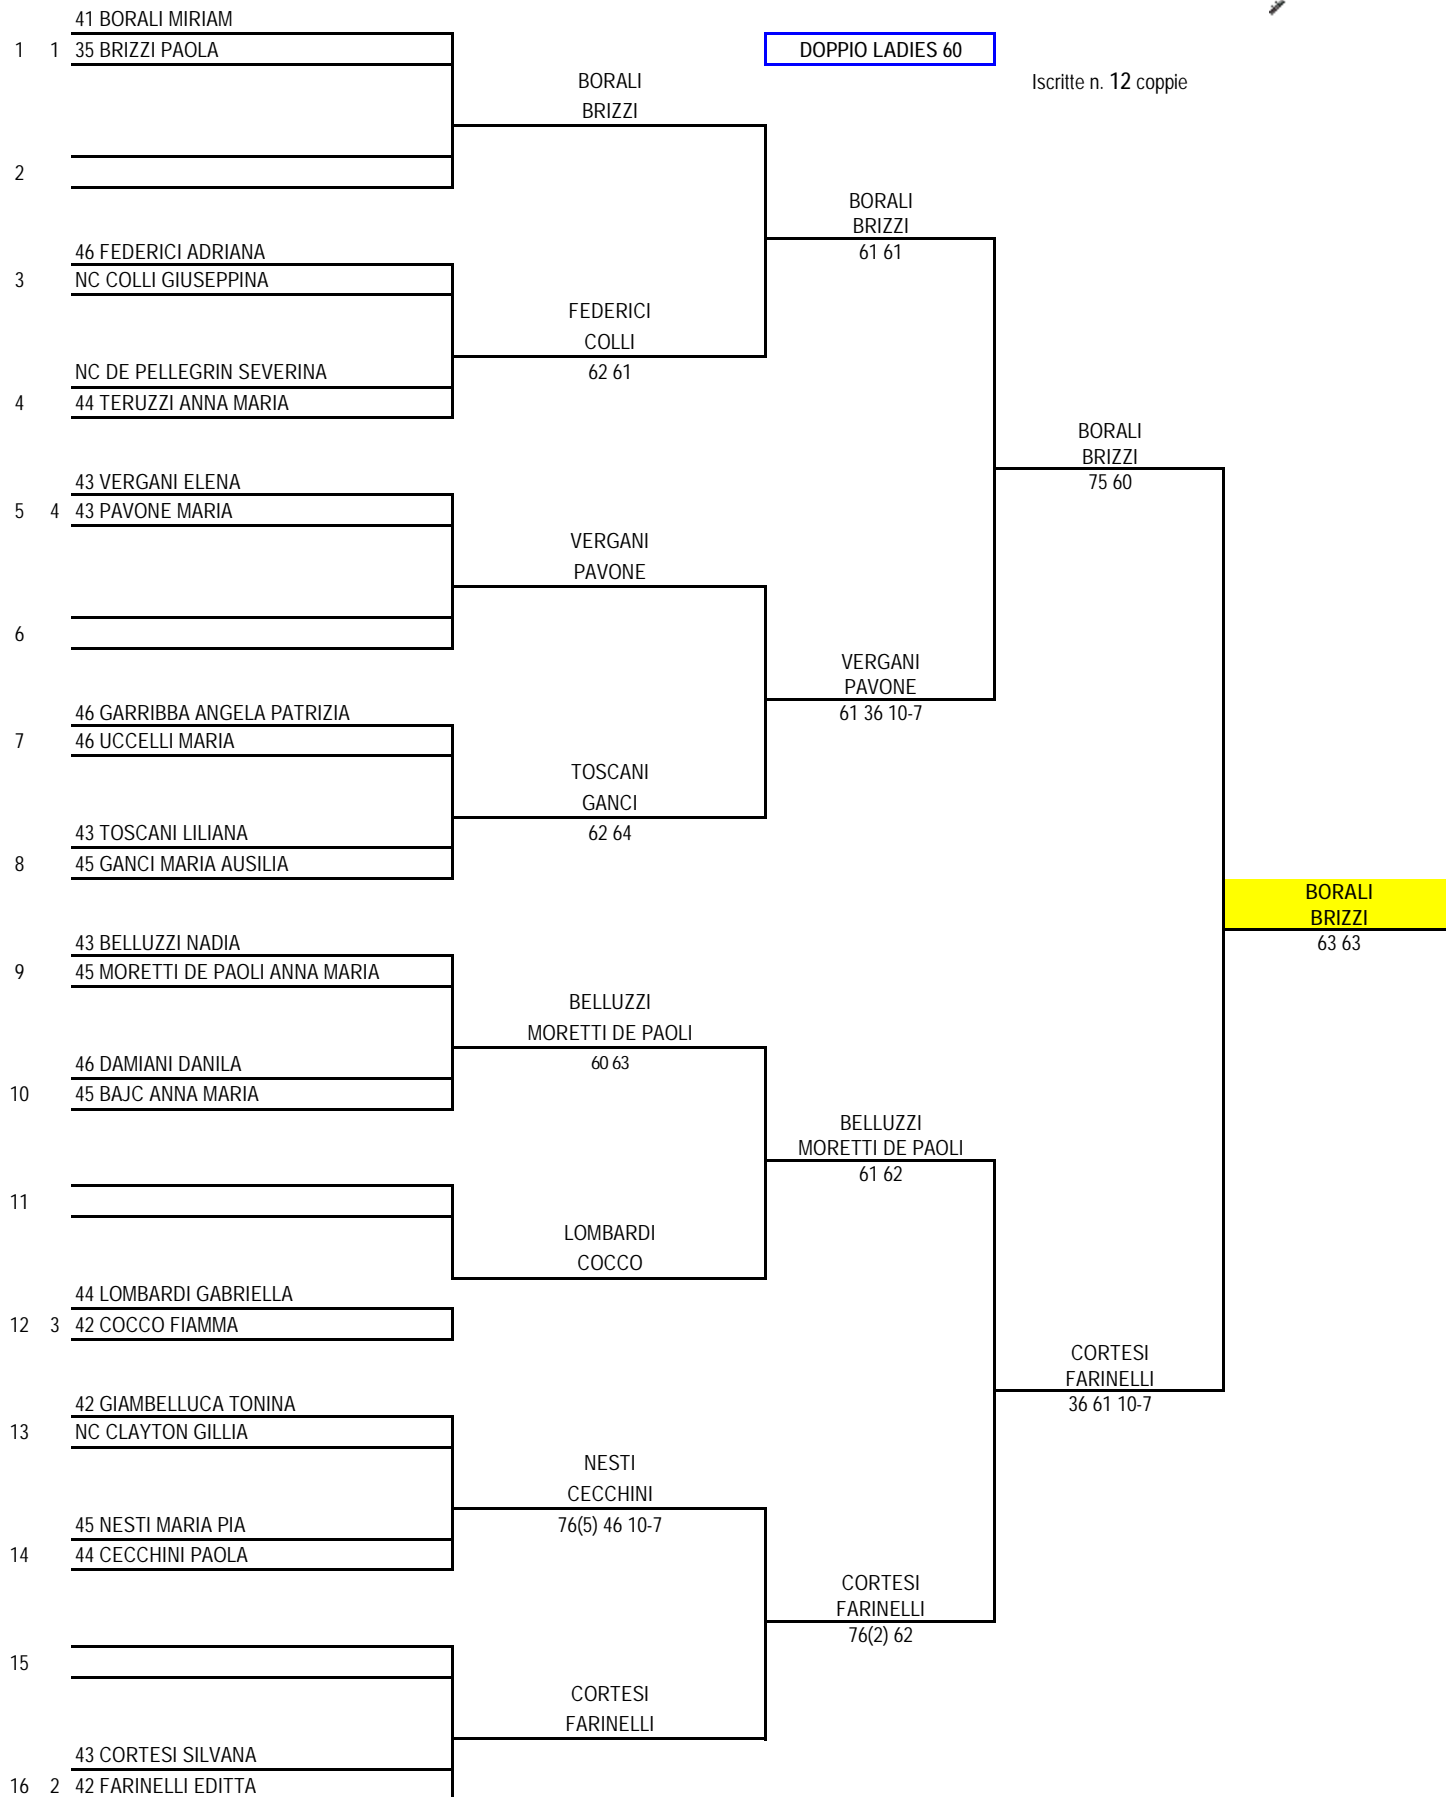 41 BORALI MIRIAM
1 1 35 BRIZZI PAOLA
DOPPIO LADIES 60
Iscritte n. 12 coppie
BORALI
BRIZZI
2
BORALI
BRIZZI
61 61
46 FEDERICI ADRIANA
3 NC COLLI GIUSEPPINA
FEDERICI
COLLI
62 61
NC DE PELLEGRIN SEVERINA
4 44 TERUZZI ANNA MARIA
BORALI
BRIZZI
75 60
43 VERGANI ELENA
5 4 43 PAVONE MARIA
VERGANI
PAVONE
6
VERGANI
PAVONE
61 36 10-7
46 GARRIBBA ANGELA PATRIZIA
7 46 UCCELLI MARIA
TOSCANI
GANCI
62 64
43 TOSCANI LILIANA
8 45 GANCI MARIA AUSILIA
BORALI
BRIZZI
63 63
43 BELLUZZI NADIA
9 45 MORETTI DE PAOLI ANNA MARIA
BELLUZZI
MORETTI DE PAOLI
60 63
46 DAMIANI DANILA
10 45 BAJC ANNA MARIA
BELLUZZI
MORETTI DE PAOLI
61 62
11
LOMBARDI
COCCO
44 LOMBARDI GABRIELLA
12 3 42 COCCO FIAMMA
CORTESI
FARINELLI
36 61 10-7
42 GIAMBELLUCA TONINA
13 NC CLAYTON GILLIA
NESTI
CECCHINI
76(5) 46 10-7
45 NESTI MARIA PIA
14 44 CECCHINI PAOLA
CORTESI
FARINELLI
76(2) 62
15
CORTESI
FARINELLI
43 CORTESI SILVANA
16 2 42 FARINELLI EDITTA